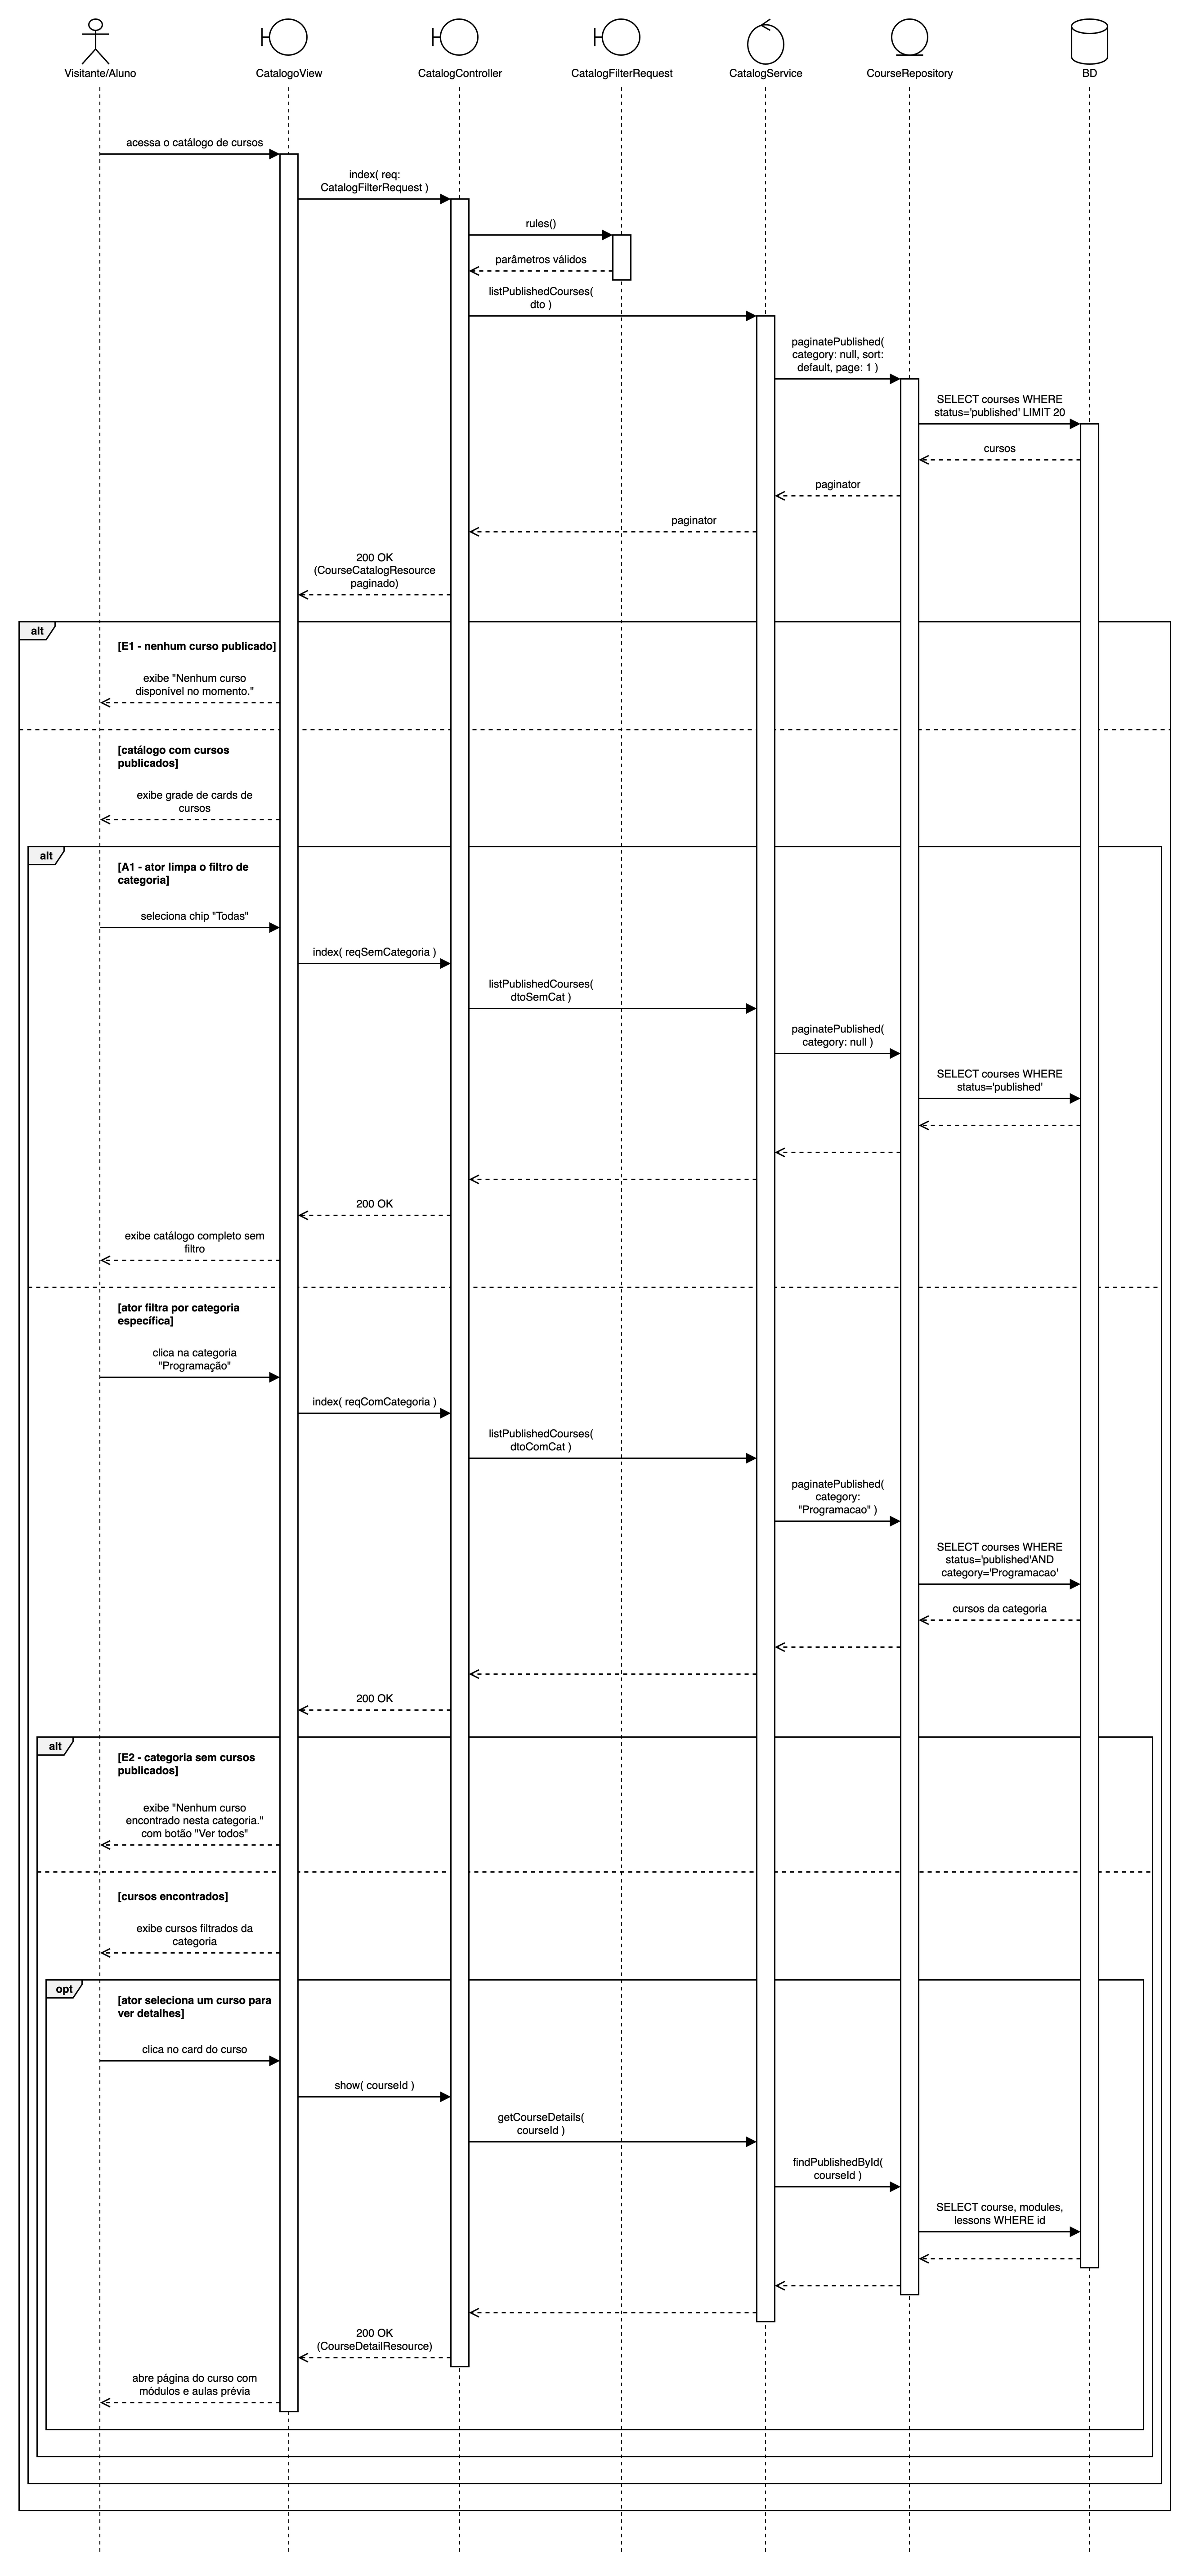 Visitante/Aluno
CatalogoView
CatalogController
CatalogFilterRequest
CatalogService
CourseRepository
BD
acessa o catálogo de cursos
index( req:
CatalogFilterRequest )
rules()
parâmetros válidos
listPublishedCourses(
dto )
paginatePublished(
category: null, sort:
default, page: 1 )
SELECT courses WHERE
status='published' LIMIT 20
cursos
paginator
paginator
200 OK
(CourseCatalogResource
paginado)
alt
[E1 - nenhum curso publicado]
exibe "Nenhum curso
disponível no momento."
[catálogo com cursos
publicados]
exibe grade de cards de
cursos
alt
[A1 - ator limpa o filtro de
categoria]
seleciona chip "Todas"
index( reqSemCategoria )
listPublishedCourses(
dtoSemCat )
paginatePublished(
category: null )
SELECT courses WHERE
status='published'
200 OK
exibe catálogo completo sem
filtro
[ator filtra por categoria
específica]
clica na categoria
"Programação"
index( reqComCategoria )
listPublishedCourses(
dtoComCat )
paginatePublished(
category:
"Programacao" )
SELECT courses WHERE
status='published'AND
category='Programacao'
cursos da categoria
200 OK
alt
[E2 - categoria sem cursos
publicados]
exibe "Nenhum curso
encontrado nesta categoria."
com botão "Ver todos"
[cursos encontrados]
exibe cursos filtrados da
categoria
opt
[ator seleciona um curso para
ver detalhes]
clica no card do curso
show( courseId )
getCourseDetails(
courseId )
findPublishedById(
courseId )
SELECT course, modules,
lessons WHERE id
200 OK
(CourseDetailResource)
abre página do curso com
módulos e aulas prévia